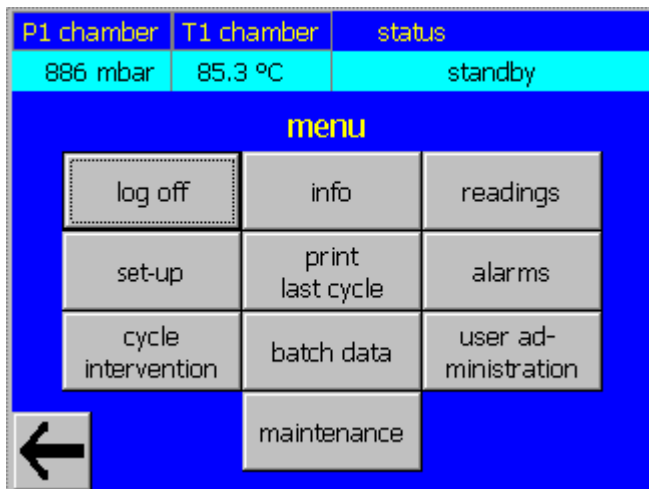 P1 chamber T1 chamber status
886 mbar 85.3 ºC standby
menu
log off info readings
set-up print last cycle alarms
cycle intervention batch data user ad-ministration
maintenance